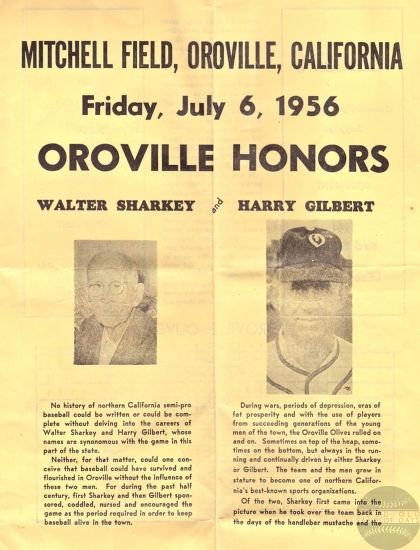 MITCHELL FIELD, OROVILLE, CALIFORNIA
Friday, July 6, 1956
OROVILLE HONORS
WALTER SHARKEY and HARRY GILBERT
No history of northern California semi-pro
baseball could be written or could be com-
plete without delving into the careers of
Walter Sharkey and Harry Gilbert, whose
names are synonomous with the game in this
part of the state.
Neither, for that matter, could one con-
ceive that baseball could have survived and
flourished in Oroville without the influence of
these two men. For during the past half
century, first Sharkey and then Gilbert spon-
sored, coddled, nursed and encouraged the
game as the period required in order to keep
baseball alive in the town.
During wars, periods of depression, eras of
fat prosperity and with the use of players
from succeeding generations of the young
men of the town, the Oroville Olives rolled on
and on. Sometimes on top of the heap, some-
times on the bottom, but always in the run-
ning and continually driven by either Sharkey
or Gilbert. The team and the men grew in
stature to become one of northern Califor-
nia's best-known sports organizations.
Of the two, Sharkey first came into the
picture when he took over the team back in
the days of the handlebar mustache and the